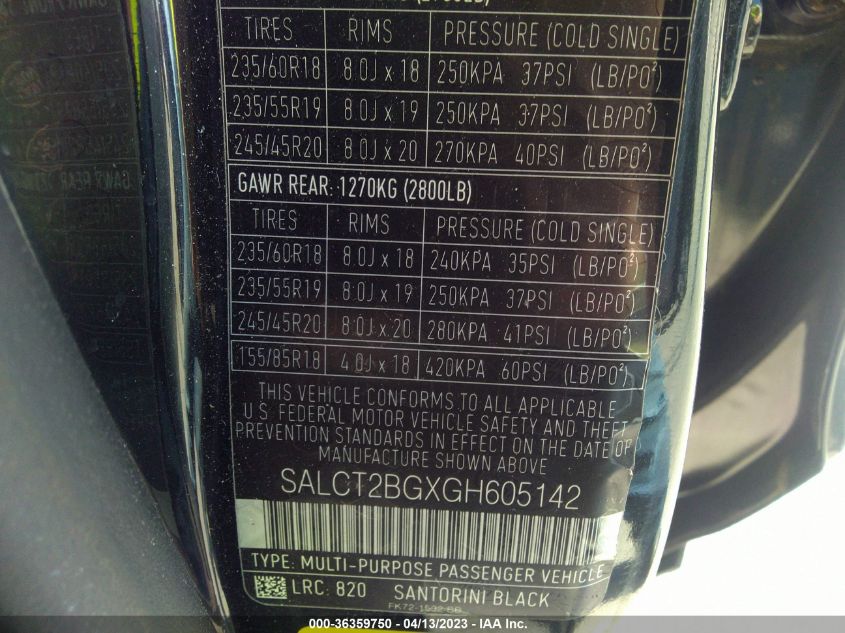 (2700LB)
TIRES RIMS PRESSURE (COLD SINGLE)
235/60R18 8.0J x 18 250KPA 37PSI (LB/PO²)
235/55R19 8.0J x 19 250KPA 37PSI (LB/PO²)
245/45R20 8.0J x 20 270KPA 40PSI (LB/PO²)
GAWR REAR: 1270KG (2800LB)
TIRES RIMS PRESSURE (COLD SINGLE)
235/60R18 8.0J x 18 240KPA 35PSI (LB/PO²)
235/55R19 8.0J x 19 250KPA 37PSI (LB/PO²)
245/45R20 8.0J x 20 280KPA 41PSI (LB/PO²)
155/85R18 4.0J x 18 420KPA 60PSI (LB/PO²)
THIS VEHICLE CONFORMS TO ALL APPLICABLE
U.S. FEDERAL MOTOR VEHICLE SAFETY AND THEFT
PREVENTION STANDARDS IN EFFECT ON THE DATE OF
MANUFACTURE SHOWN ABOVE
SALCT2BGXGH605142
TYPE: MULTI-PURPOSE PASSENGER VEHICLE
LRC: 820 SANTORINI BLACK
FK72-1532-BB
000-36359750 - 04/13/2023 - IAA Inc.